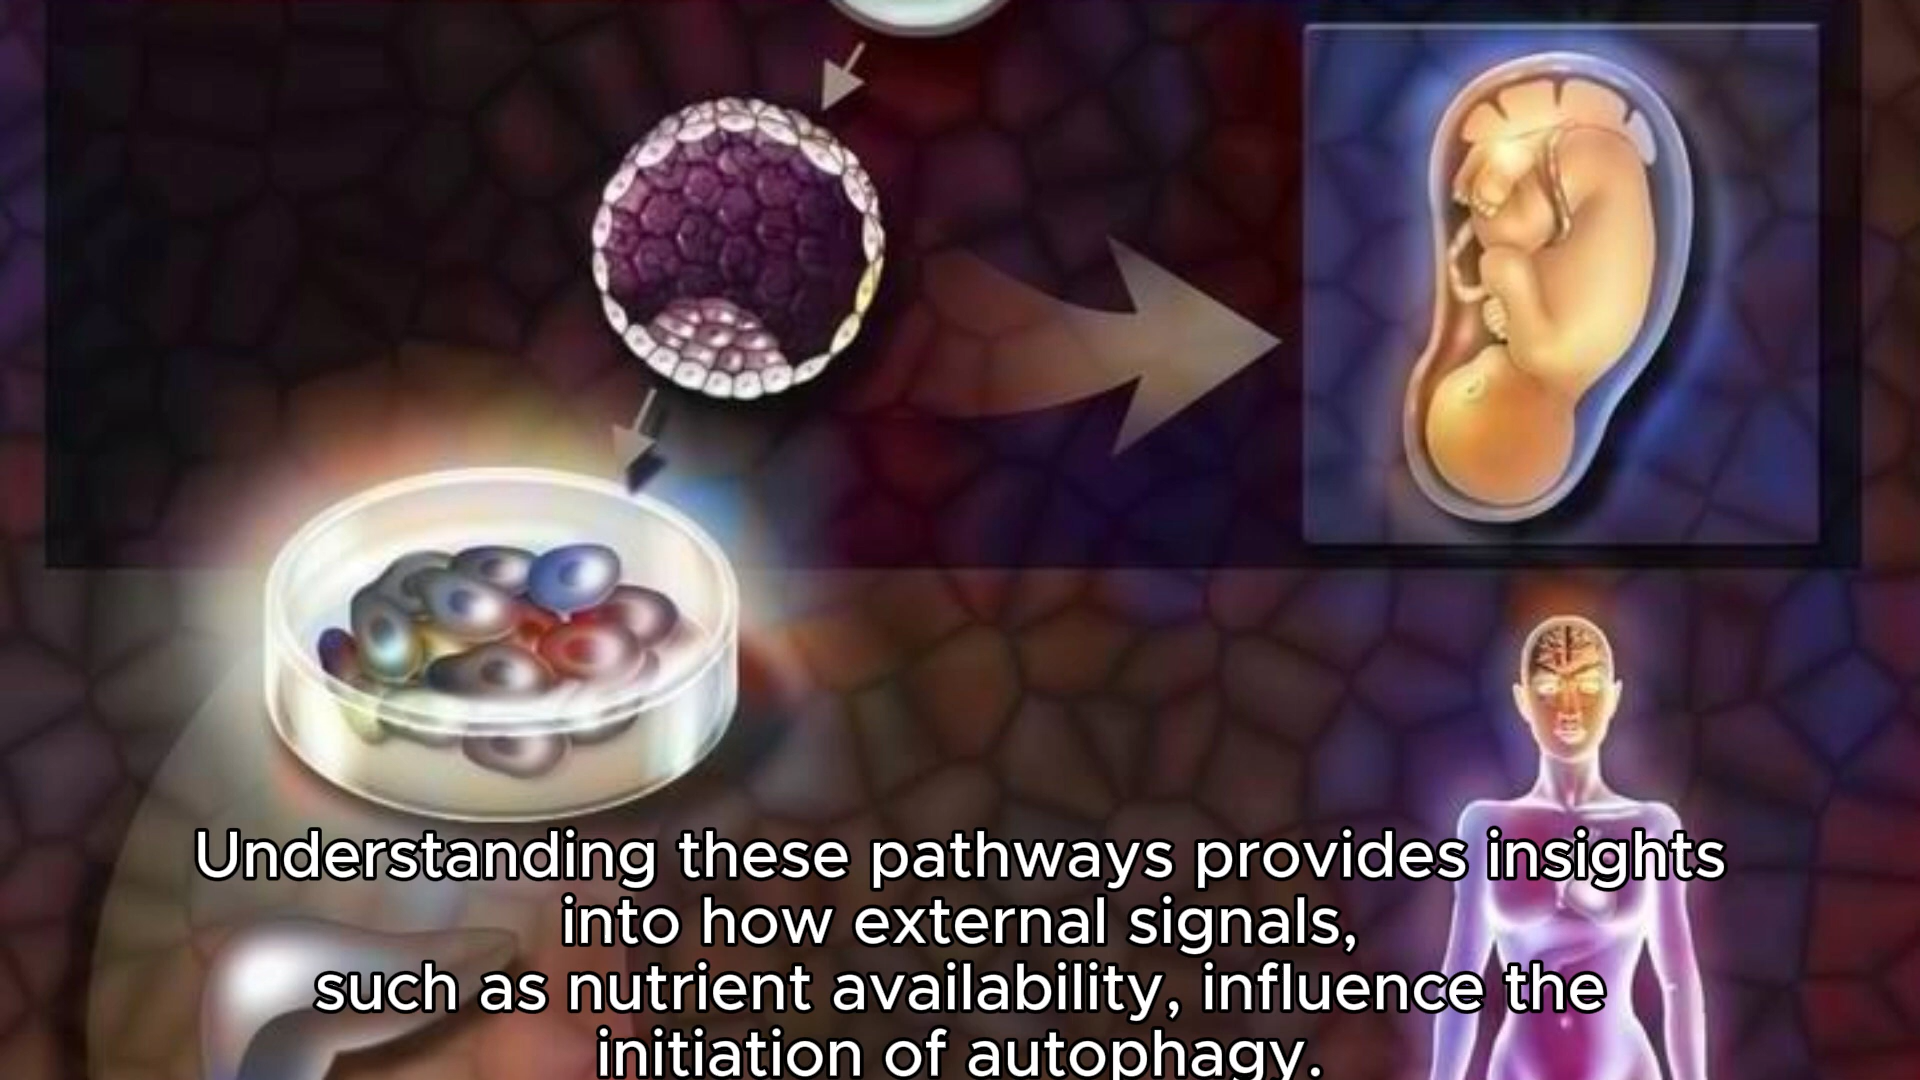 Understanding these pathways provides insights
into how external signals,
such as nutrient availability, influence the
initiation of autophagy.